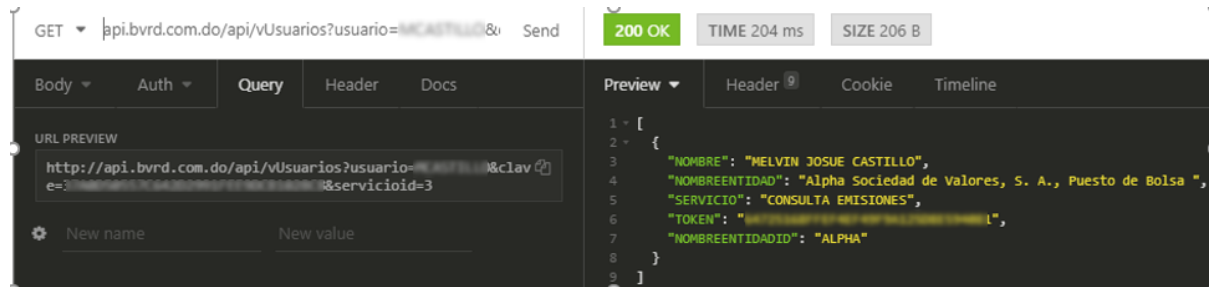 GET api.bvrd.com.do/api/vUsuarios?usuario= & Send
200 OK TIME 204 ms SIZE 206 B
Body Auth Query Header Docs
Preview Header 9 Cookie Timeline
URL PREVIEW
http://api.bvrd.com.do/api/vUsuarios?usuario= &clav
e= &servicioid=3
New name New value
1 [
2 {
3 "NOMBRE": "MELVIN JOSUE CASTILLO",
4 "NOMBREENTIDAD": "Alpha Sociedad de Valores, S. A., Puesto de Bolsa ",
5 "SERVICIO": "CONSULTA EMISIONES",
6 "TOKEN": " ",
7 "NOMBREENTIDADID": "ALPHA"
8 }
9 ]